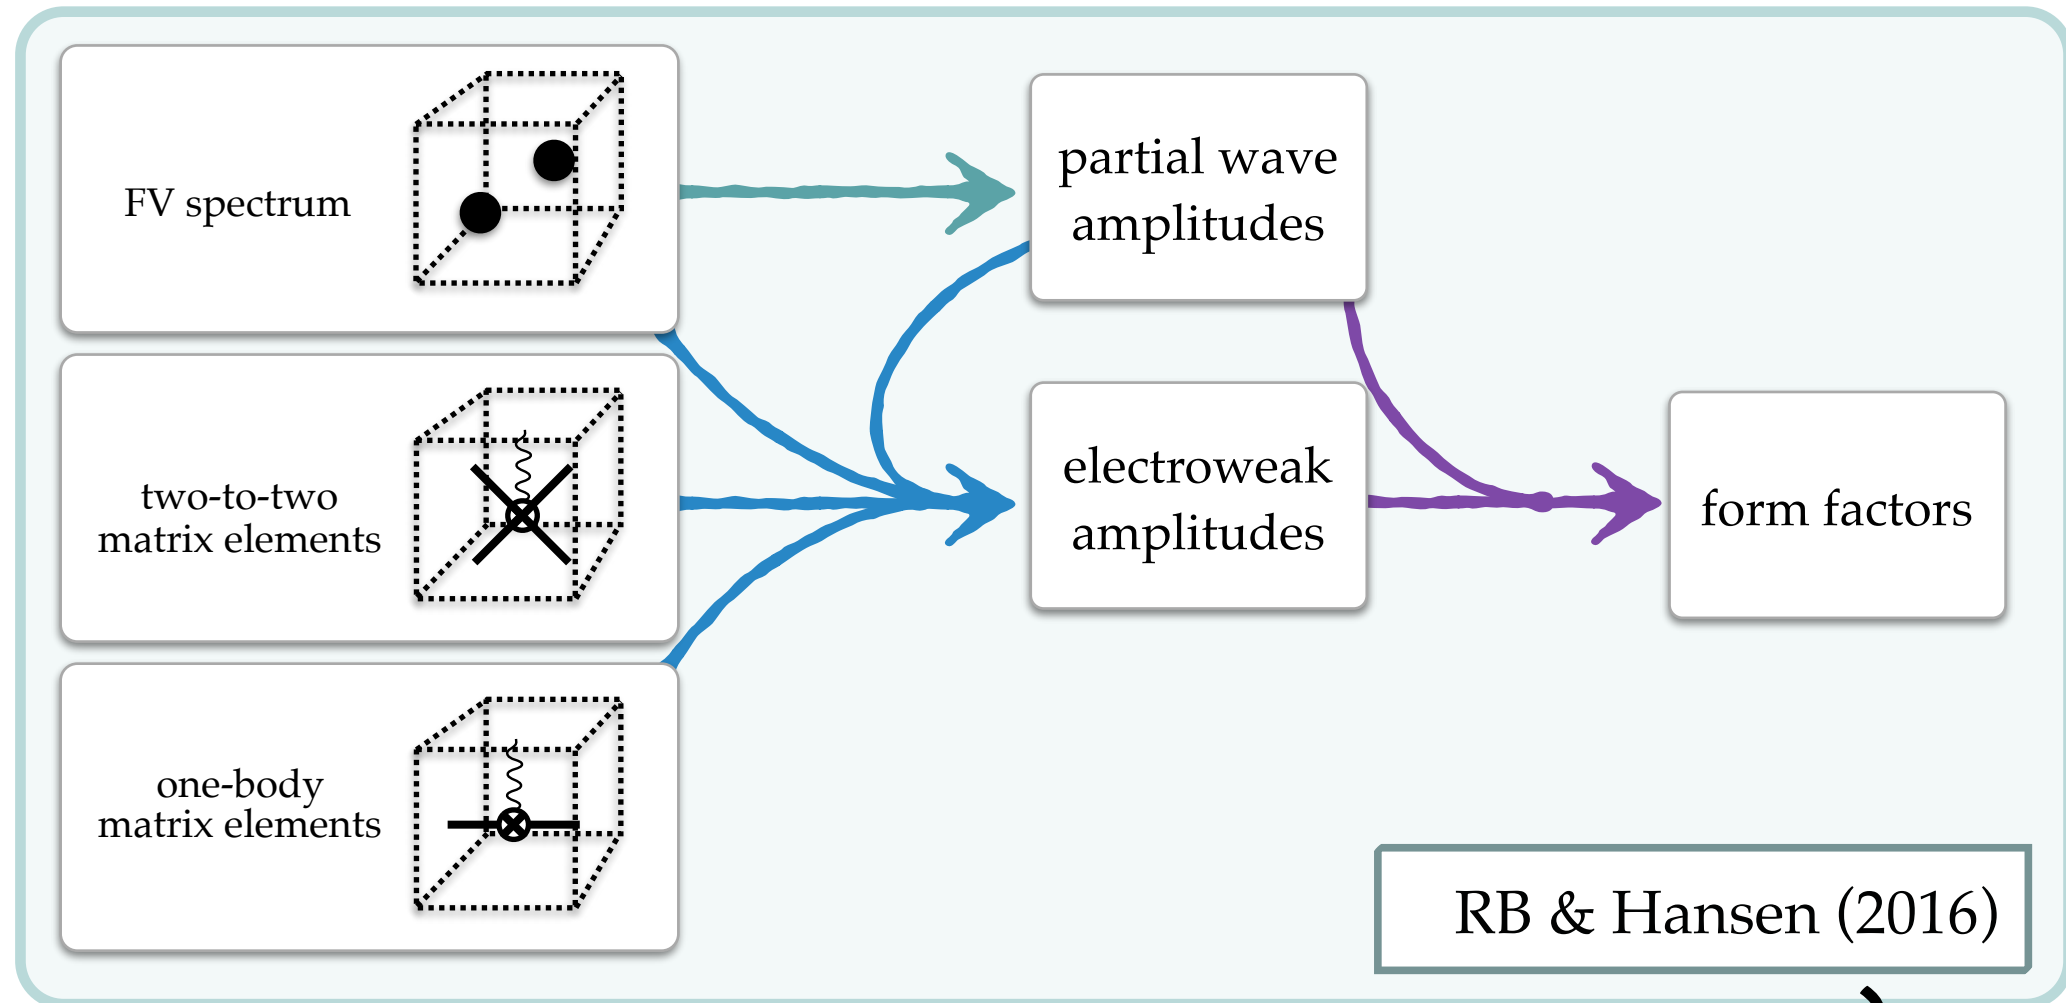 FV spectrum
partial wave
amplitudes
two-to-two
matrix elements
electroweak
amplitudes
form factors
one-body
matrix elements
RB & Hansen (2016)